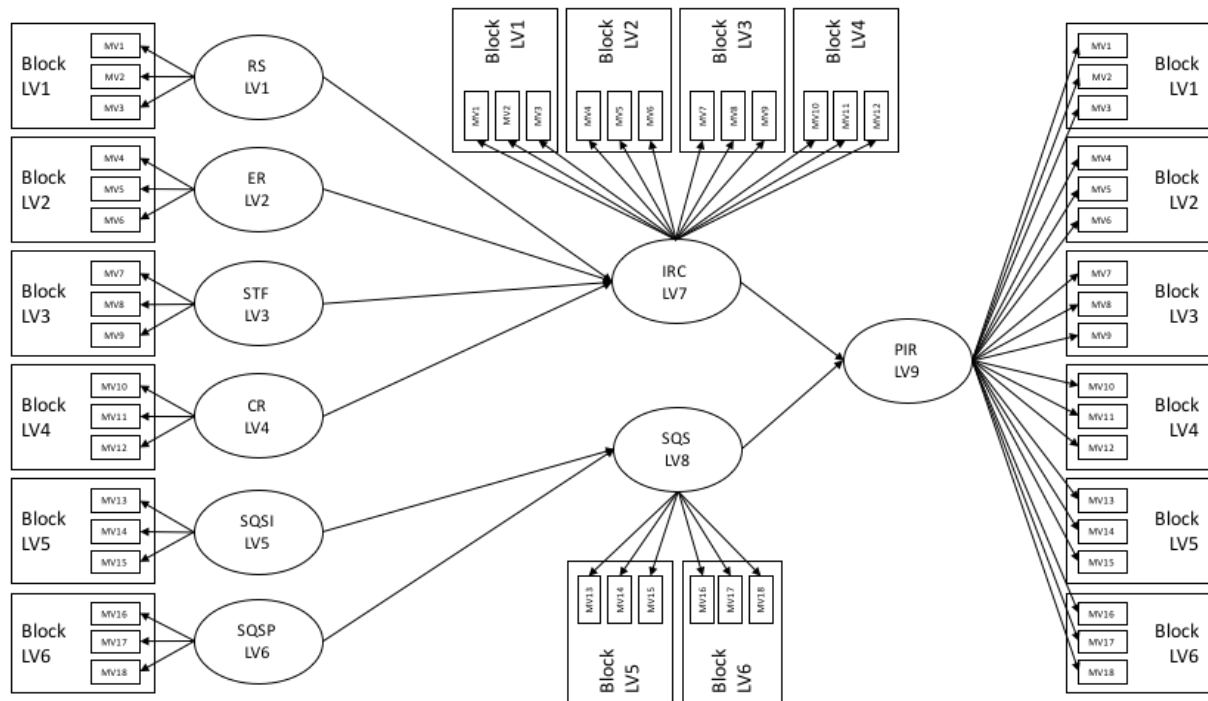 Block
LV1
MV1
MV2
MV3
RS
LV1
Block
LV2
MV4
MV5
MV6
ER
LV2
Block
LV3
MV7
MV8
MV9
STF
LV3
Block
LV4
MV10
MV11
MV12
CR
LV4
Block
LV5
MV13
MV14
MV15
SQSI
LV5
Block
LV6
MV16
MV17
MV18
SQSP
LV6
Block
LV1
MV1
MV2
MV3
Block
LV2
MV4
MV5
MV6
Block
LV3
MV7
MV8
MV9
Block
LV4
MV10
MV11
MV12
IRC
LV7
SQS
LV8
MV13
MV14
MV15
Block
LV5
MV16
MV17
MV18
Block
LV6
PIR
LV9
MV1
MV2
MV3
Block
LV1
MV4
MV5
MV6
Block
LV2
MV7
MV8
MV9
Block
LV3
MV10
MV11
MV12
Block
LV4
MV13
MV14
MV15
Block
LV5
MV16
MV17
MV18
Block
LV6